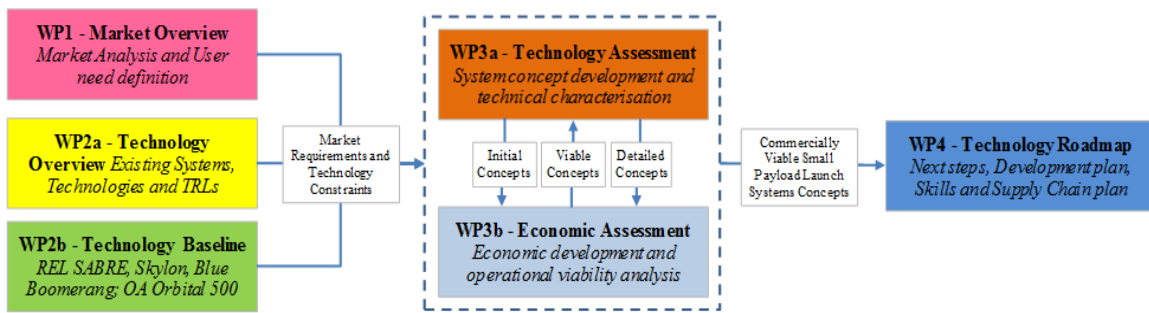 WP1 - Market Overview
Market Analysis and User
need definition
WP2a - Technology
Overview Existing Systems,
Technologies and TRLs
WP2b - Technology Baseline
REL SABRE, Skylon, Blue
Boomerang; OA Orbital 500
Market
Requirements and
Technology
Constraints
WP3a - Technology Assessment
System concept development and
technical characterisation
Initial
Concepts
Viable
Concepts
Detailed
Concepts
WP3b - Economic Assessment
Economic development and
operational viability analysis
Commercially
Viable Small
Payload Launch
Systems Concepts
WP4 - Technology Roadmap
Next steps, Development plan,
Skills and Supply Chain plan